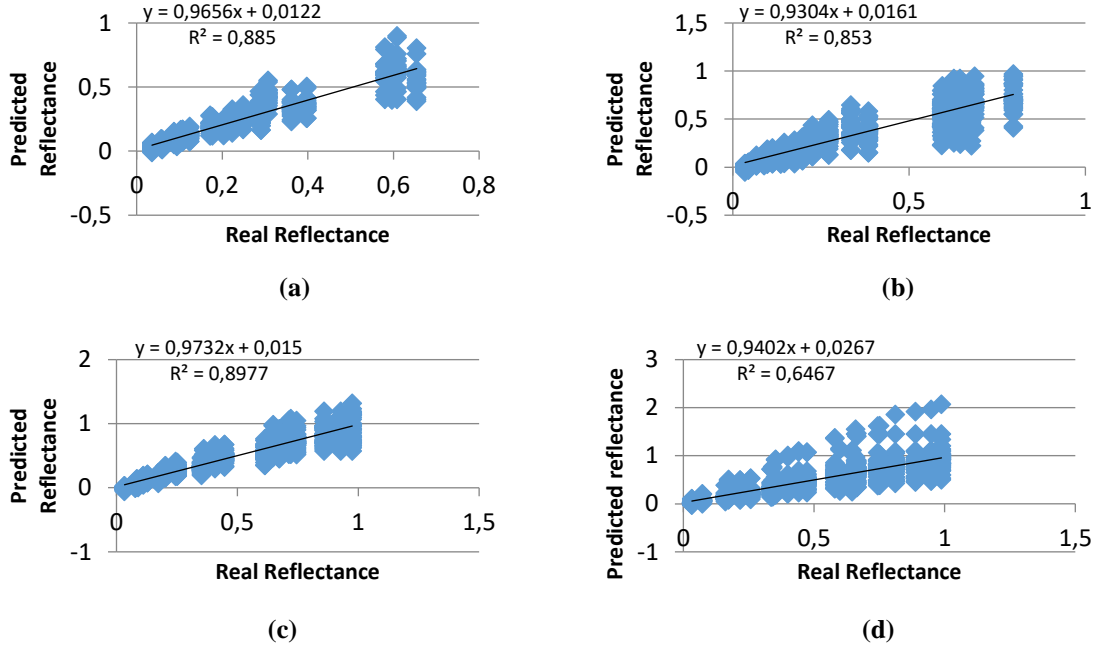 y = 0,9656x + 0,0122
R² = 0,885
1
0,5
0
-0,5
0
0,2
0,4
0,6
0,8
Predicted
Reflectance
Real Reflectance
(a)
y = 0,9304x + 0,0161
R² = 0,853
1,5
1
0,5
0
-0,5
0
0,5
1
Predicted
Reflectance
Real Reflectance
(b)
y = 0,9732x + 0,015
R² = 0,8977
2
1
0
-1
0
0,5
1
1,5
Predicted
Reflectance
Real Reflectance
(c)
y = 0,9402x + 0,0267
R² = 0,6467
3
2
1
0
-1
0
0,5
1
1,5
Predicted reflectance
Real Reflectance
(d)